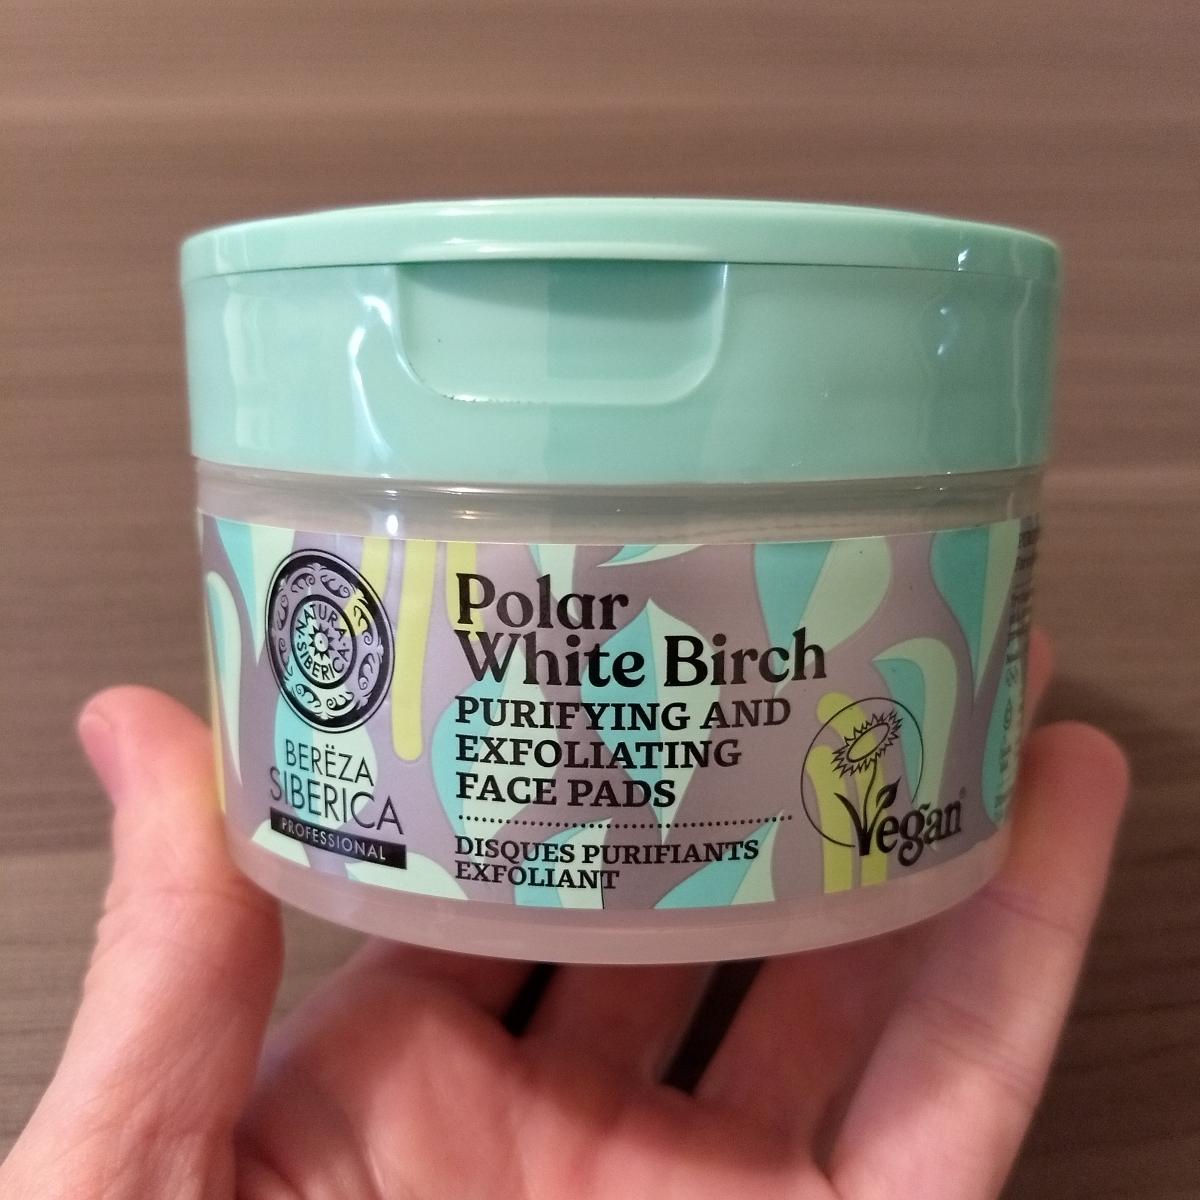 NATURA
SIBERICA
BERËZA
SIBERICA
PROFESSIONAL
Polar
White Birch
PURIFYING AND
EXFOLIATING
FACE PADS
DISQUES PURIFIANTS
EXFOLIANT
Vegan